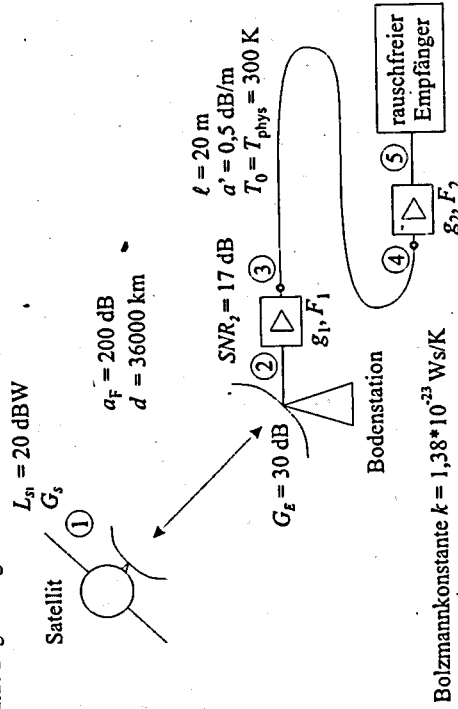 L_S1 = 20 dBW
G_S
Satellit
①
a_F = 200 dB
d = 36000 km
G_E = 30 dB
SNR_2 = 17 dB
②
③
g_1, F_1
ℓ = 20 m
a' = 0,5 dB/m
T_0 = T_phys = 300 K
Bodenstation
④
⑤
g_2, F_2
rauschfreier
Empfänger
Bolzmannkonstante k = 1,38*10^-23 Ws/K